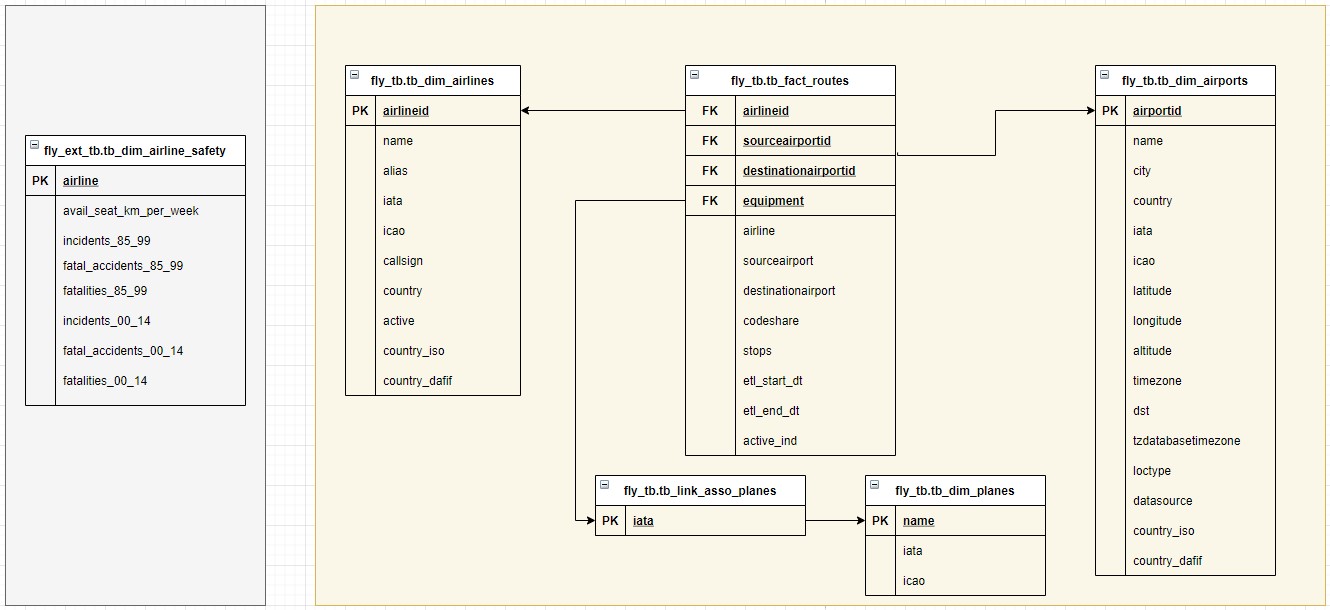 fly_ext_tb.tb_dim_airline_safety
PK airline
avail_seat_km_per_week
incidents_85_99
fatal_accidents_85_99
fatalities_85_99
incidents_00_14
fatal_accidents_00_14
fatalities_00_14
fly_tb.tb_dim_airlines
PK airlineid
name
alias
iata
icao
callsign
country
active
country_iso
country_dafif
fly_tb.tb_fact_routes
FK airlineid
FK sourceairportid
FK destinationairportid
FK equipment
airline
sourceairport
destinationairport
codeshare
stops
etl_start_dt
etl_end_dt
active_ind
fly_tb.tb_link_asso_planes
PK iata
fly_tb.tb_dim_planes
PK name
iata
icao
fly_tb.tb_dim_airports
PK airportid
name
city
country
iata
icao
latitude
longitude
altitude
timezone
dst
tzdatabasetimezone
loctype
datasource
country_iso
country_dafif